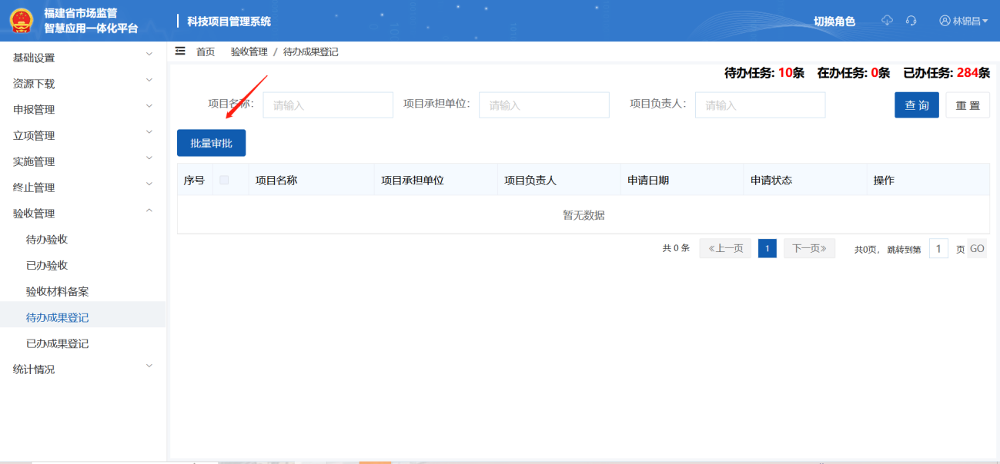 福建省市场监管
智慧应用一体化平台
科技项目管理系统
切换角色
林锦昌
基础设置
资源下载
申报管理
立项管理
实施管理
终止管理
验收管理
待办验收
已办验收
验收材料备案
待办成果登记
已办成果登记
统计情况
首页 验收管理 / 待办成果登记
待办任务: 10条 在办任务: 0条 已办任务: 284条
项目名称: 请输入 项目承担单位: 请输入 项目负责人: 请输入 查 询 重 置
批量审批
序号 项目名称 项目承担单位 项目负责人 申请日期 申请状态 操作
暂无数据
共 0 条 《上一页 1 下一页》 共0页, 跳转到第 1 页 GO